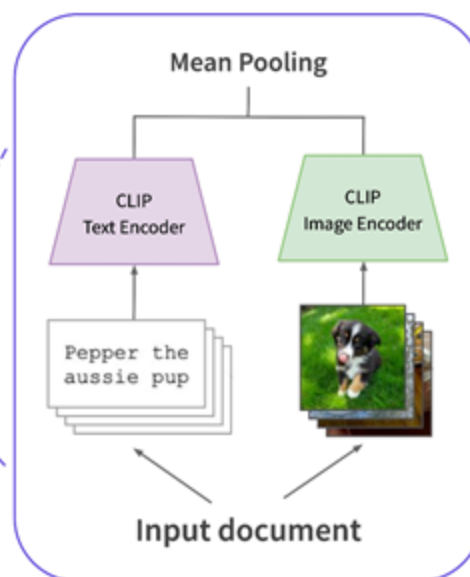 Mean Pooling
CLIP
Text Encoder
CLIP
Image Encoder
Pepper the
aussie pup
Input document